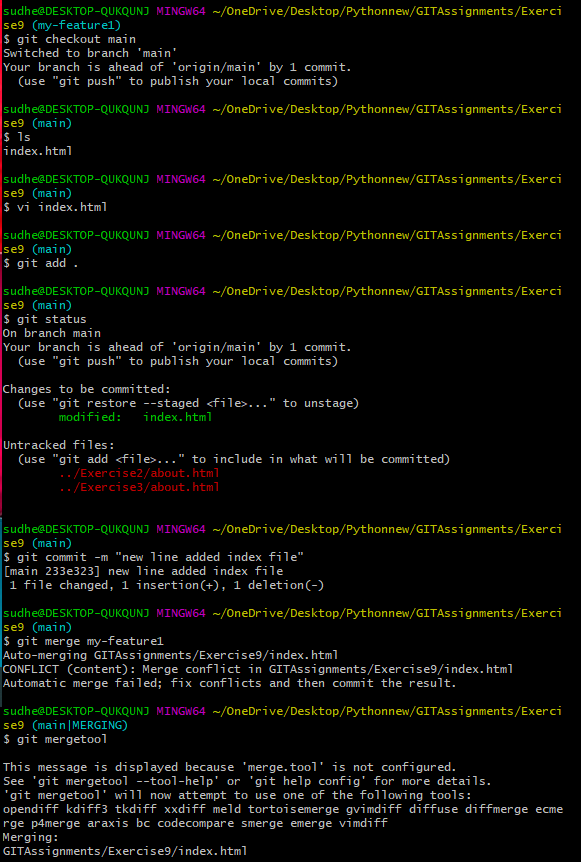 sudhe@DESKTOP-QUKQUNJ MINGW64 ~/OneDrive/Desktop/Pythonnew/GITAssignments/Exerci
se9 (my-feature1)
$ git checkout main
Switched to branch 'main'
Your branch is ahead of 'origin/main' by 1 commit.
  (use "git push" to publish your local commits)

sudhe@DESKTOP-QUKQUNJ MINGW64 ~/OneDrive/Desktop/Pythonnew/GITAssignments/Exerci
se9 (main)
$ ls
index.html

sudhe@DESKTOP-QUKQUNJ MINGW64 ~/OneDrive/Desktop/Pythonnew/GITAssignments/Exerci
se9 (main)
$ vi index.html

sudhe@DESKTOP-QUKQUNJ MINGW64 ~/OneDrive/Desktop/Pythonnew/GITAssignments/Exerci
se9 (main)
$ git add .

sudhe@DESKTOP-QUKQUNJ MINGW64 ~/OneDrive/Desktop/Pythonnew/GITAssignments/Exerci
se9 (main)
$ git status
On branch main
Your branch is ahead of 'origin/main' by 1 commit.
  (use "git push" to publish your local commits)

Changes to be committed:
  (use "git restore --staged <file>..." to unstage)
        modified:   index.html

Untracked files:
  (use "git add <file>..." to include in what will be committed)
        ../Exercise2/about.html
        ../Exercise3/about.html

sudhe@DESKTOP-QUKQUNJ MINGW64 ~/OneDrive/Desktop/Pythonnew/GITAssignments/Exerci
se9 (main)
$ git commit -m "new line added index file"
[main 233e323] new line added index file
 1 file changed, 1 insertion(+), 1 deletion(-)

sudhe@DESKTOP-QUKQUNJ MINGW64 ~/OneDrive/Desktop/Pythonnew/GITAssignments/Exerci
se9 (main)
$ git merge my-feature1
Auto-merging GITAssignments/Exercise9/index.html
CONFLICT (content): Merge conflict in GITAssignments/Exercise9/index.html
Automatic merge failed; fix conflicts and then commit the result.

sudhe@DESKTOP-QUKQUNJ MINGW64 ~/OneDrive/Desktop/Pythonnew/GITAssignments/Exerci
se9 (main|MERGING)
$ git mergetool

This message is displayed because 'merge.tool' is not configured.
See 'git mergetool --tool-help' or 'git help config' for more details.
'git mergetool' will now attempt to use one of the following tools:
opendiff kdiff3 tkdiff xxdiff meld tortoisemerge gvimdiff diffuse diffmerge ecme
rge p4merge araxis bc codecompare smerge emerge vimdiff
Merging:
GITAssignments/Exercise9/index.html